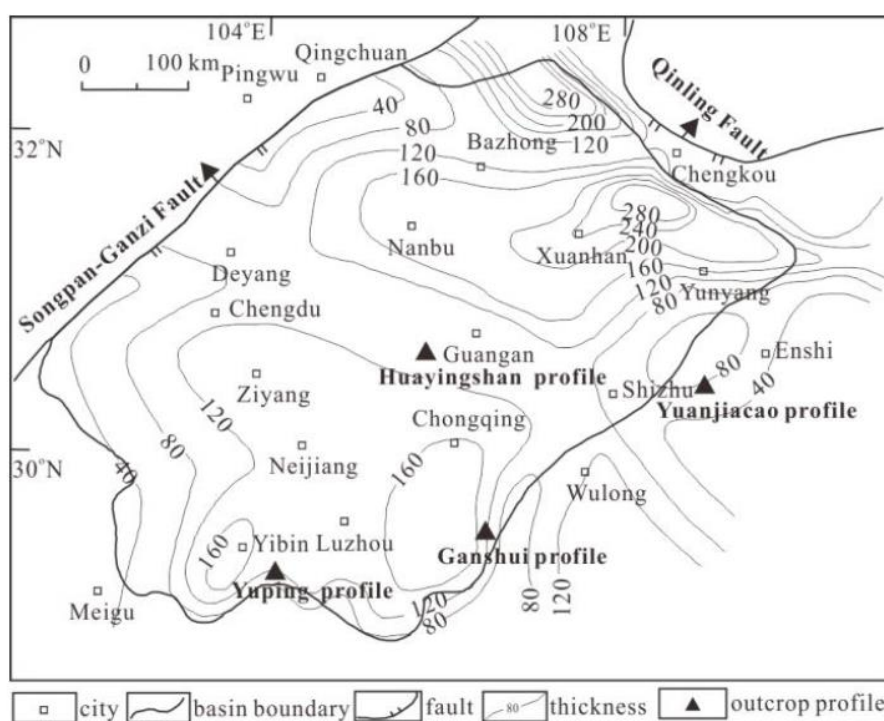 104°E
108°E
Qingchuan
0 100 km
Pingwu
Qinling Fault
40
280
200
32°N
80
Bazhong
120
120
Chengkou
160
Songpan-Ganzi Fault
280
Nanbu
240
Xuanhan
200
Deyang
160
Yunyang
120
Chengdu
80
Guangan
Enshi
80
Huayingshan profile
Shizhu
40
Ziyang
Yuanjiacao profile
120
Chongqing
80
30°N
Neijiang
40
160
Wulong
160
Yibin
Luzhou
Ganshui profile
Yuping profile
Meigu
120
80
80
120
city
basin boundary
fault
80
thickness
outcrop profile